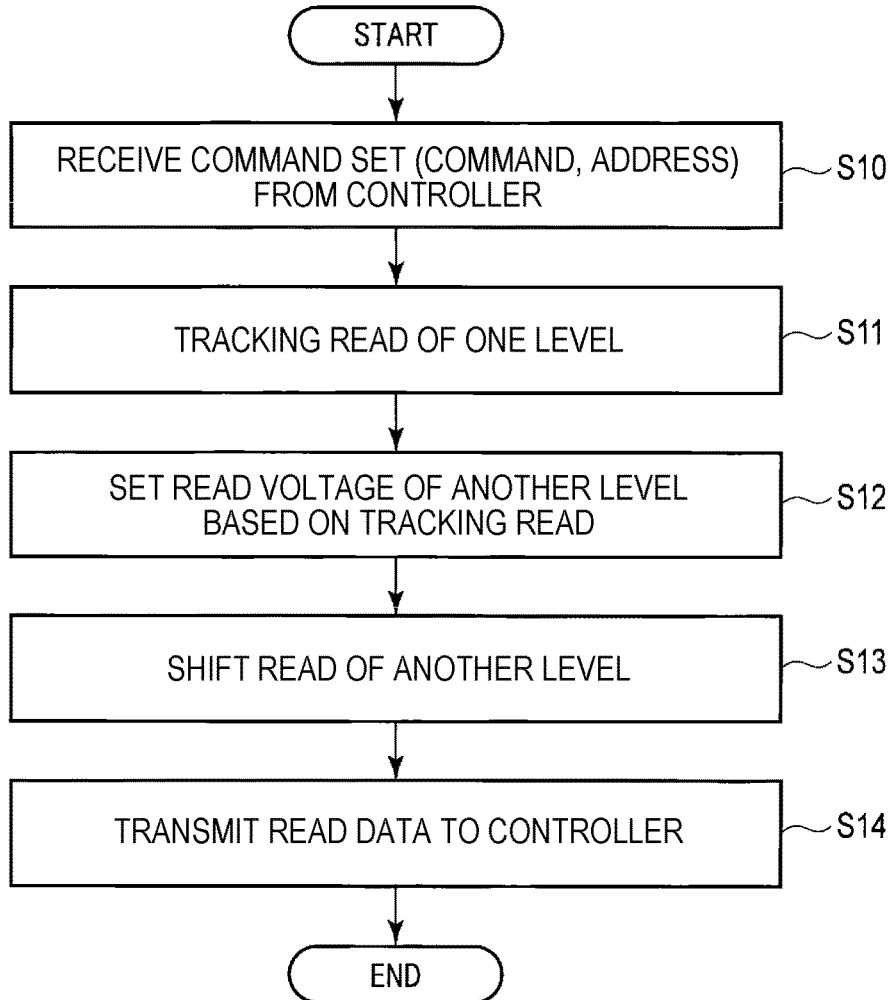 START
RECEIVE COMMAND SET (COMMAND, ADDRESS)
FROM CONTROLLER
S10
TRACKING READ OF ONE LEVEL
S11
SET READ VOLTAGE OF ANOTHER LEVEL
BASED ON TRACKING READ
S12
SHIFT READ OF ANOTHER LEVEL
S13
TRANSMIT READ DATA TO CONTROLLER
S14
END